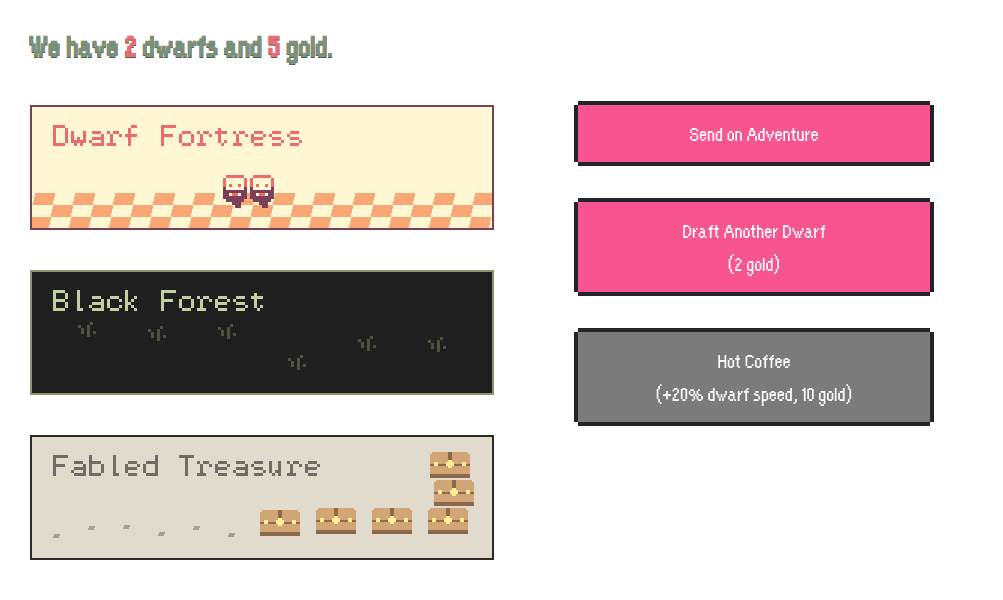 We have 2 dwarfs and 5 gold.
Dwarf Fortress
Black Forest
Fabled Treasure
Send on Adventure
Draft Another Dwarf
(2 gold)
Hot Coffee
(+20% dwarf speed, 10 gold)